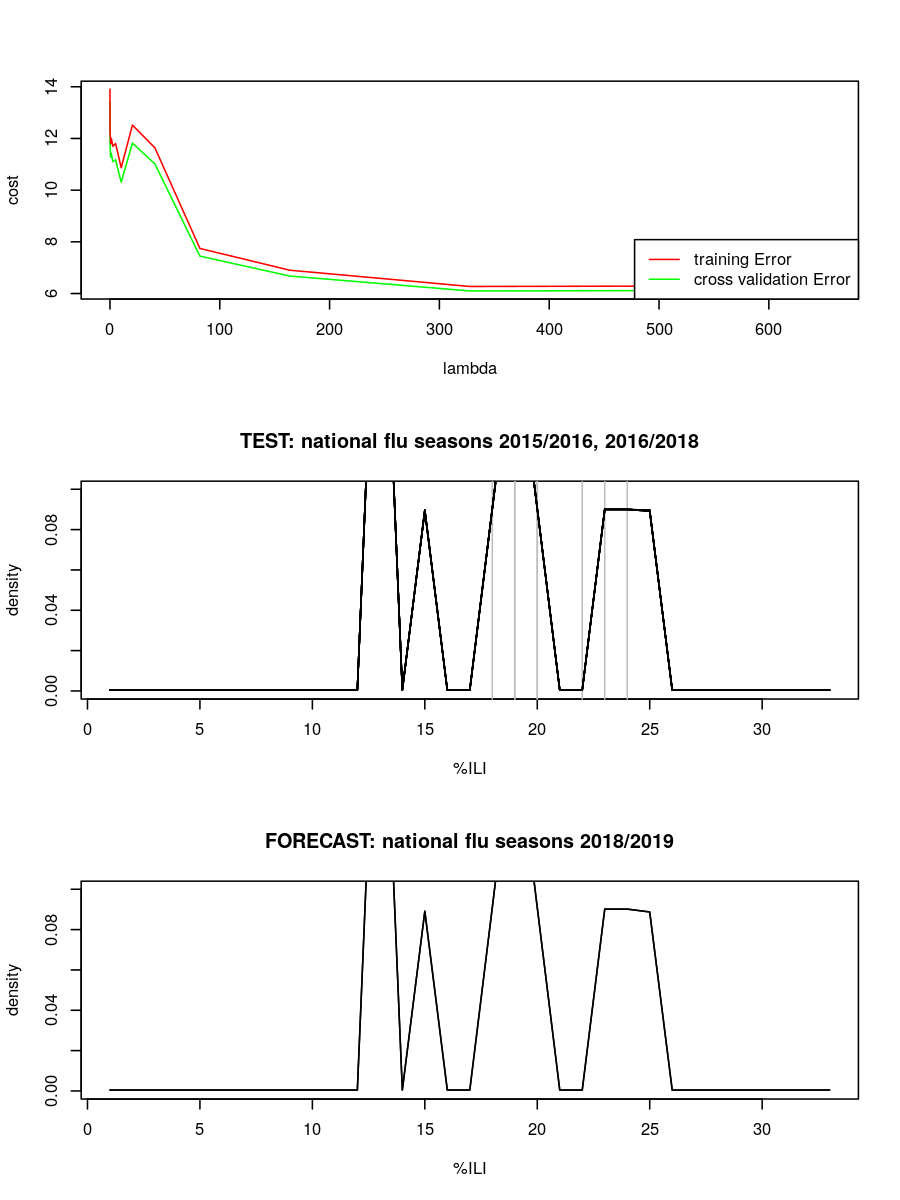 14
12
10
8
6
cost
training Error
cross validation Error
0 100 200 300 400 500 600
lambda
TEST: national flu seasons 2015/2016, 2016/2018
0.08
0.04
0.00
density
0 5 10 15 20 25 30
%ILI
FORECAST: national flu seasons 2018/2019
0.08
0.04
0.00
density
0 5 10 15 20 25 30
%ILI